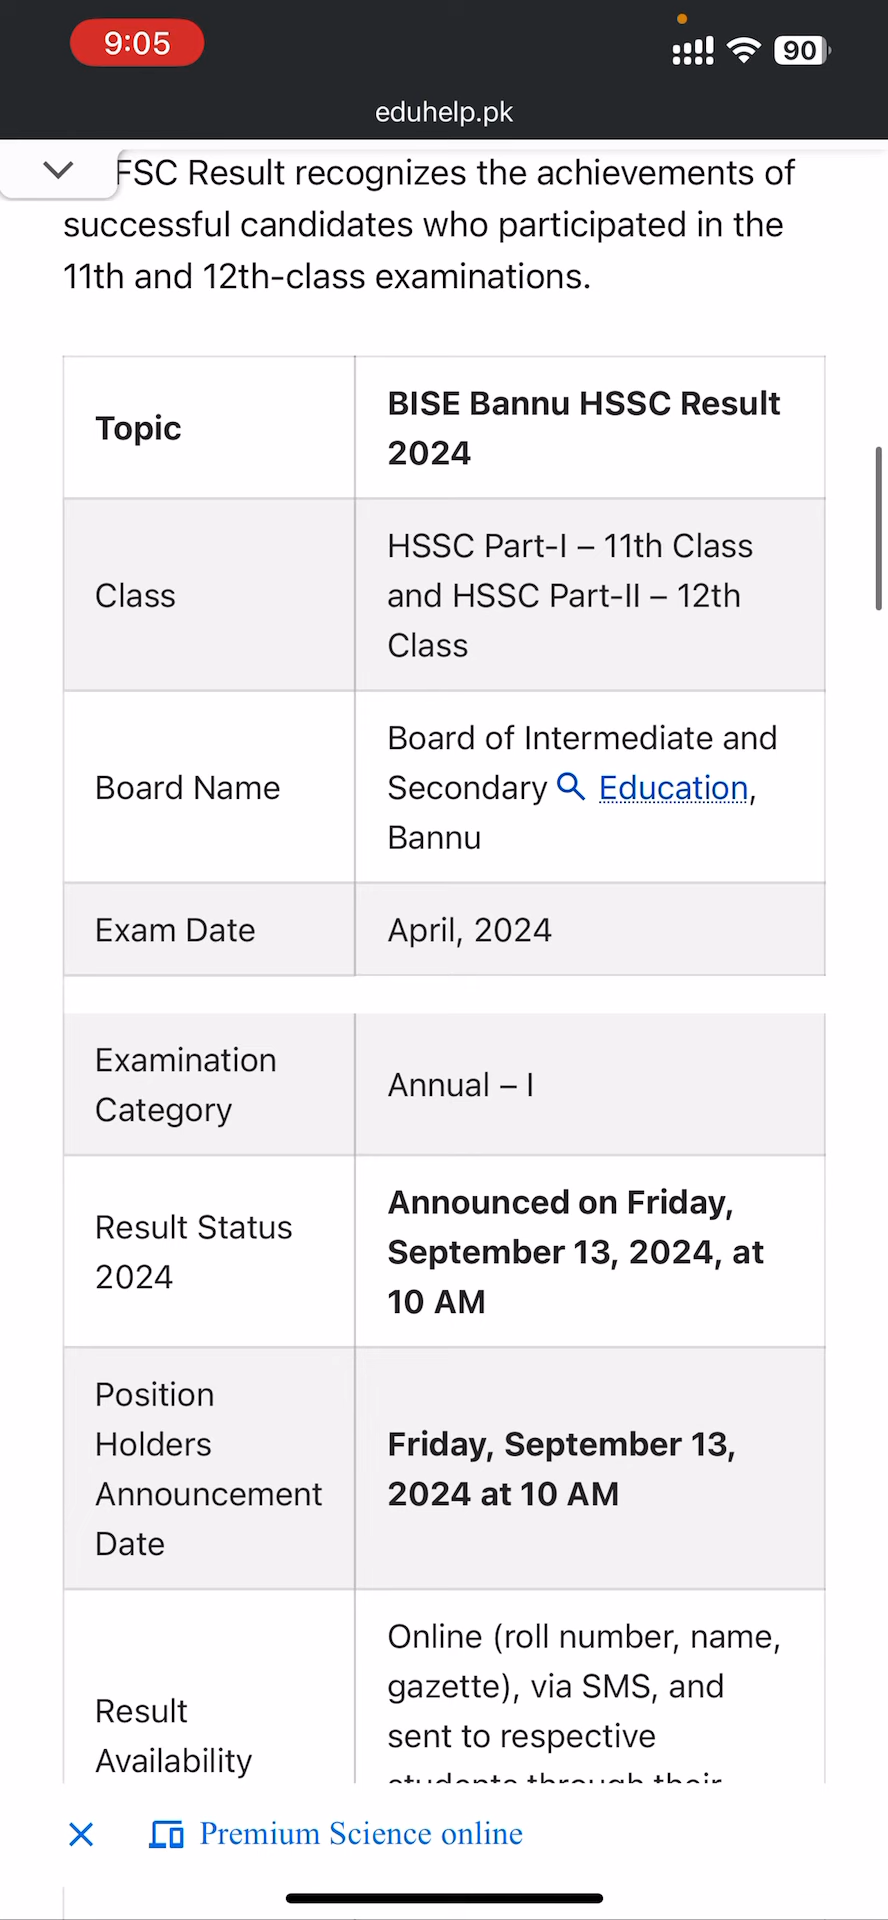 9:05
90
eduhelp.pk
FSC Result recognizes the achievements of
successful candidates who participated in the
11th and 12th-class examinations.
Topic
BISE Bannu HSSC Result
2024
Class
HSSC Part-I – 11th Class
and HSSC Part-II – 12th
Class
Board Name
Board of Intermediate and
Secondary Education,
Bannu
Exam Date
April, 2024
Examination
Category
Annual – I
Result Status
2024
Announced on Friday,
September 13, 2024, at
10 AM
Position
Holders
Announcement
Date
Friday, September 13,
2024 at 10 AM
Result
Availability
Online (roll number, name,
gazette), via SMS, and
sent to respective
students through their
Premium Science online